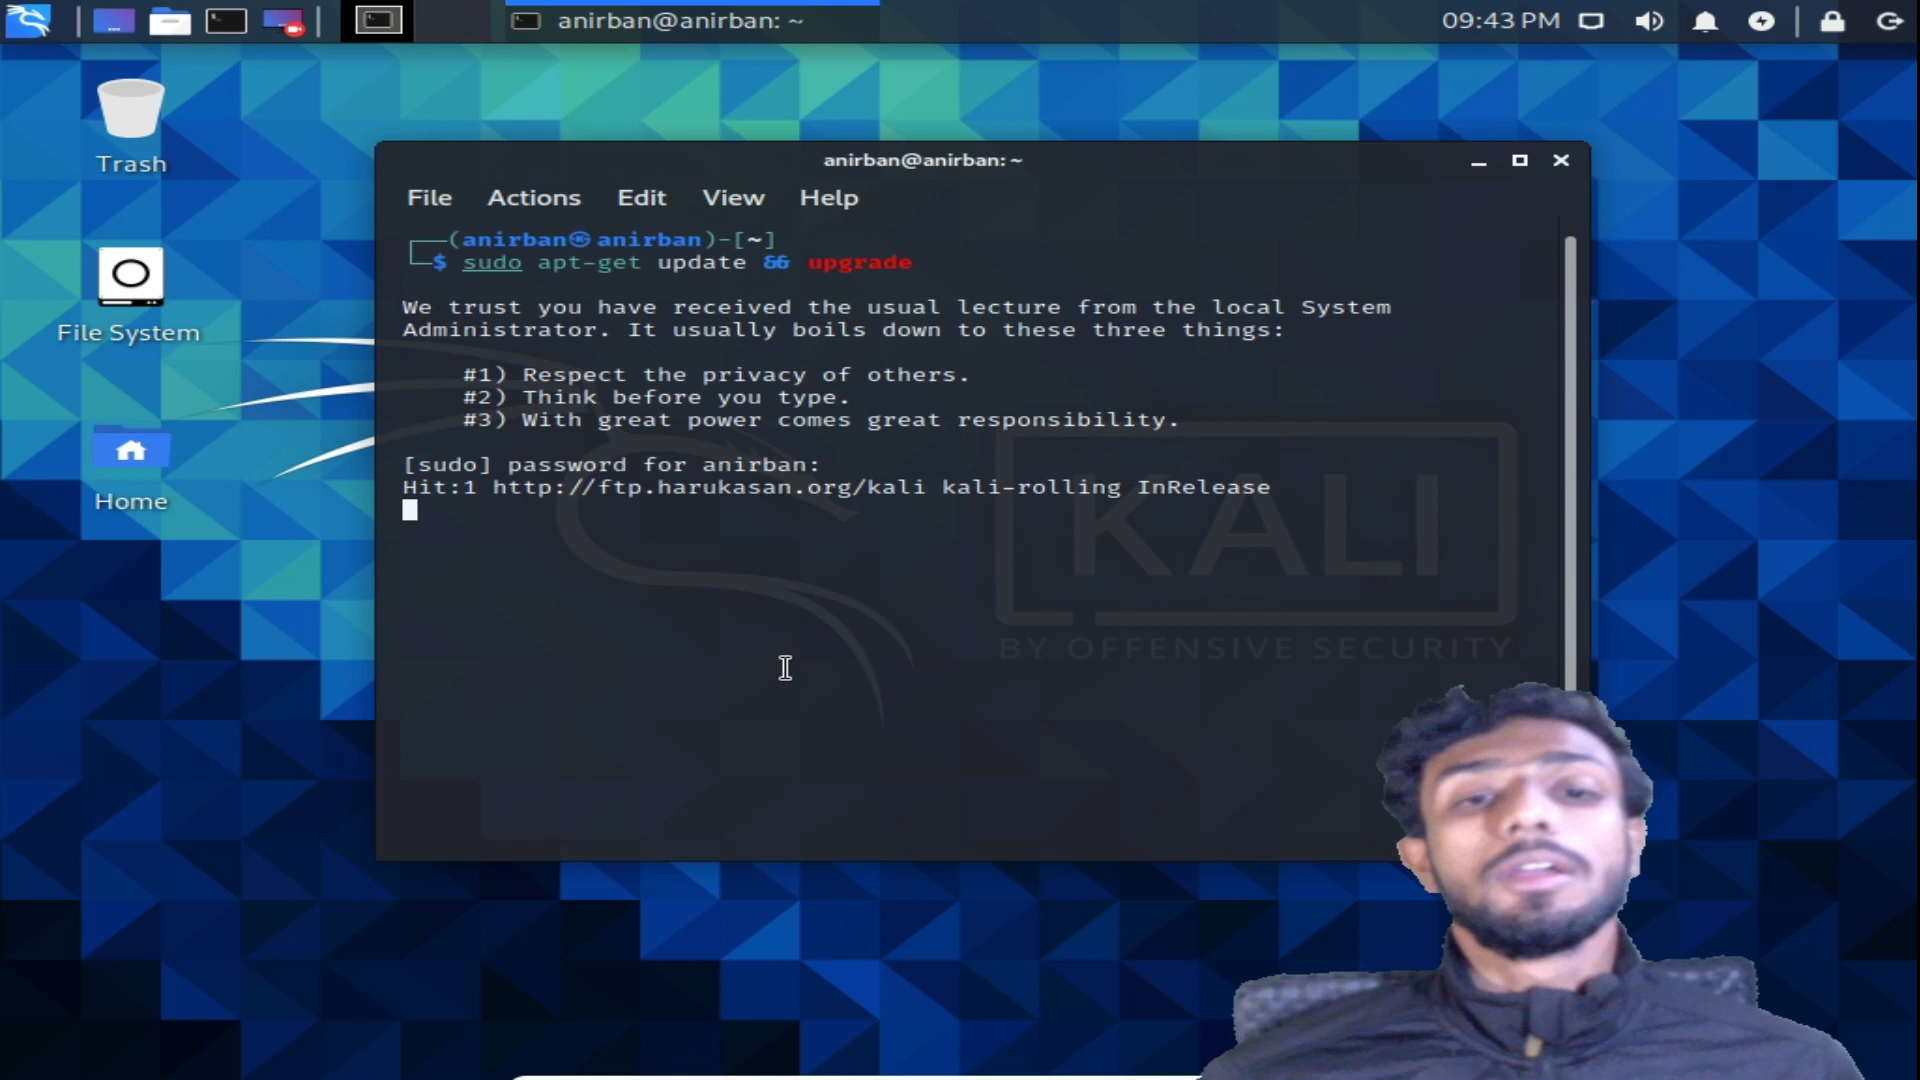 anirban@anirban: ~
09:43 PM
Trash
File System
Home
anirban@anirban:~
File Actions Edit View Help
(anirban㉿anirban)-[~]
$ sudo apt-get update && upgrade
We trust you have received the usual lecture from the local System
Administrator. It usually boils down to these three things:
#1) Respect the privacy of others.
#2) Think before you type.
#3) With great power comes great responsibility.
[sudo] password for anirban:
Hit:1 http://ftp.harukasan.org/kali kali-rolling InRelease
KALI
BY OFFENSIVE SECURITY